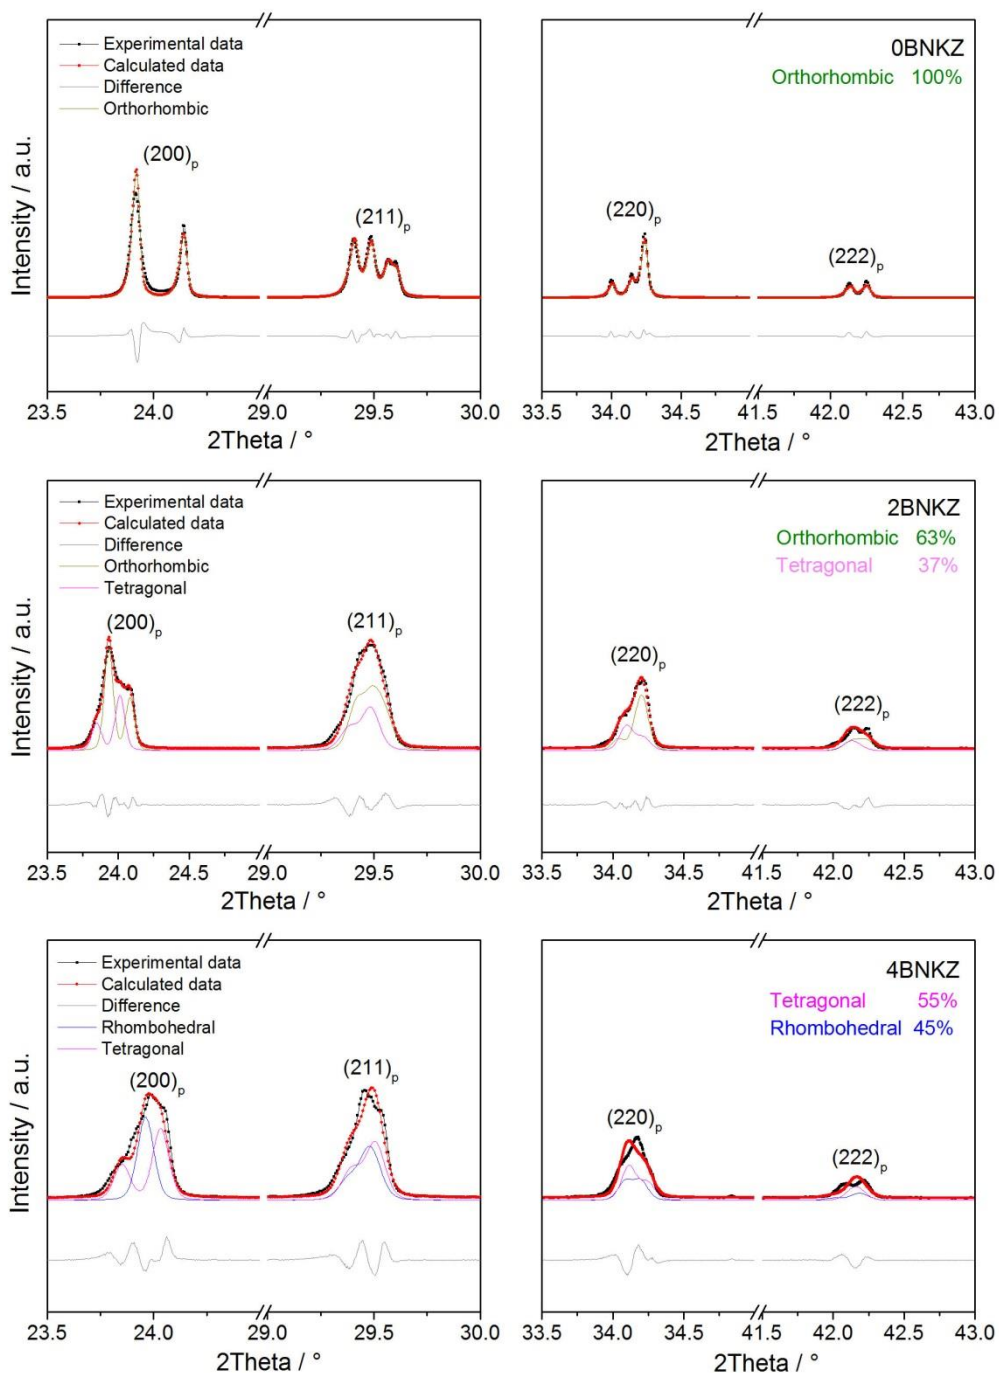 Experimental data
Calculated data
Difference
Orthorhombic
(200)p
(211)p
Intensity / a.u.
23.5 24.0 29.0 29.5 30.0
2Theta / °
0BNKZ
Orthorhombic 100%
(220)p
(222)p
33.5 34.0 34.5 41.5 42.0 42.5 43.0
2Theta / °
Experimental data
Calculated data
Difference
Orthorhombic
Tetragonal
(200)p
(211)p
Intensity / a.u.
23.5 24.0 24.5 29.0 29.5 30.0
2Theta / °
2BNKZ
Orthorhombic 63%
Tetragonal 37%
(220)p
(222)p
33.5 34.0 34.5 41.5 42.0 42.5 43.0
2Theta / °
Experimental data
Calculated data
Difference
Rhombohedral
Tetragonal
(200)p
(211)p
Intensity / a.u.
23.5 24.0 29.0 29.5 30.0
2Theta / °
4BNKZ
Tetragonal 55%
Rhombohedral 45%
(220)p
(222)p
33.5 34.0 34.5 41.5 42.0 42.5 43.0
2Theta / °